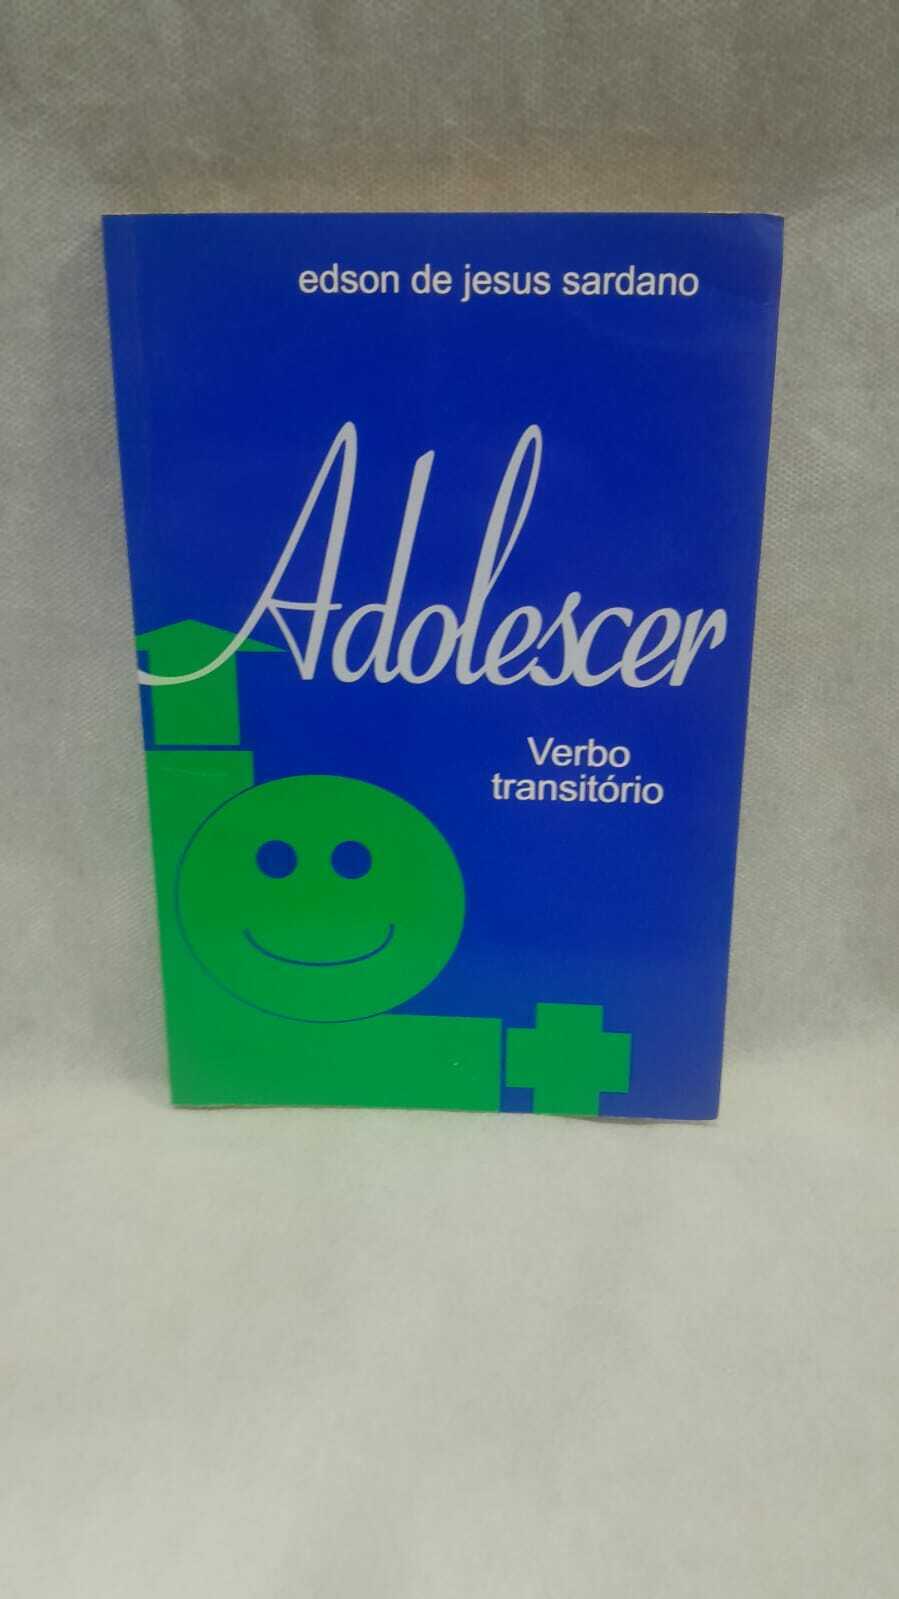 edson de jesus sardano
Adolescer
Verbo
transitório